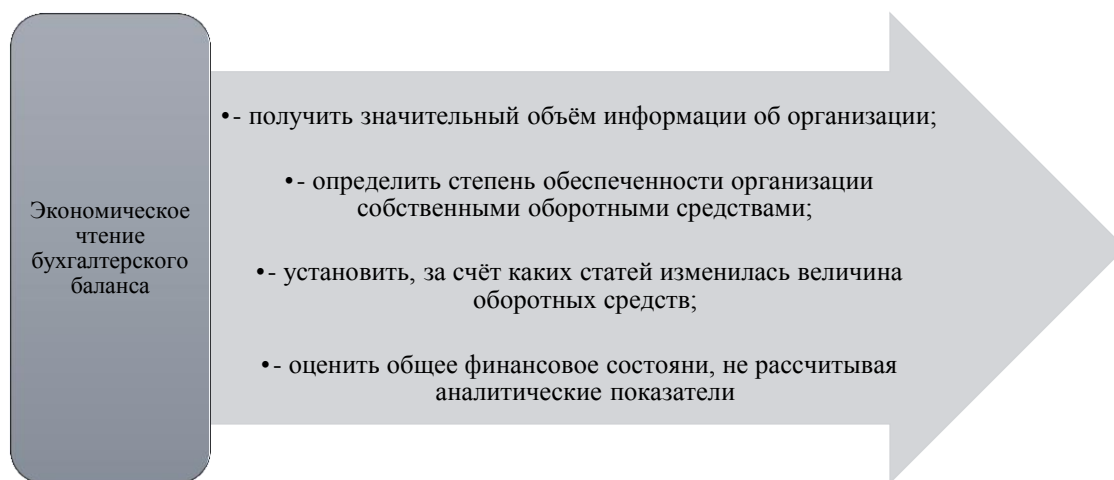 Экономическое
чтение
бухгалтерского
баланса
•- получить значительный объём информации об организации;
•- определить степень обеспеченности организации
собственными оборотными средствами;
•- установить, за счёт каких статей изменилась величина
оборотных средств;
•- оценить общее финансовое состояни, не рассчитывая
аналитические показатели